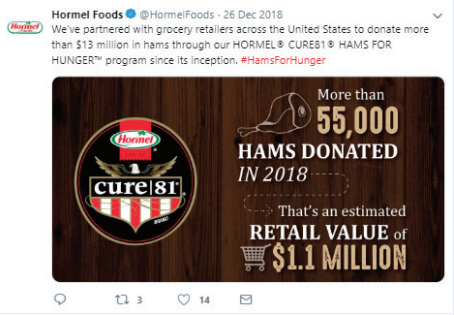 Hormel Foods @HormelFoods · 26 Dec 2018
We've partnered with grocery retailers across the United States to donate more
than $13 million in hams through our HORMEL® CURE81® HAMS FOR
HUNGER™ program since its inception. #HamsForHunger
Hormel
Hormel
cure|81
BRAND
More than
55,000
HAMS DONATED
IN 2018
That's an estimated
RETAIL VALUE of
$1.1 MILLION
3
14